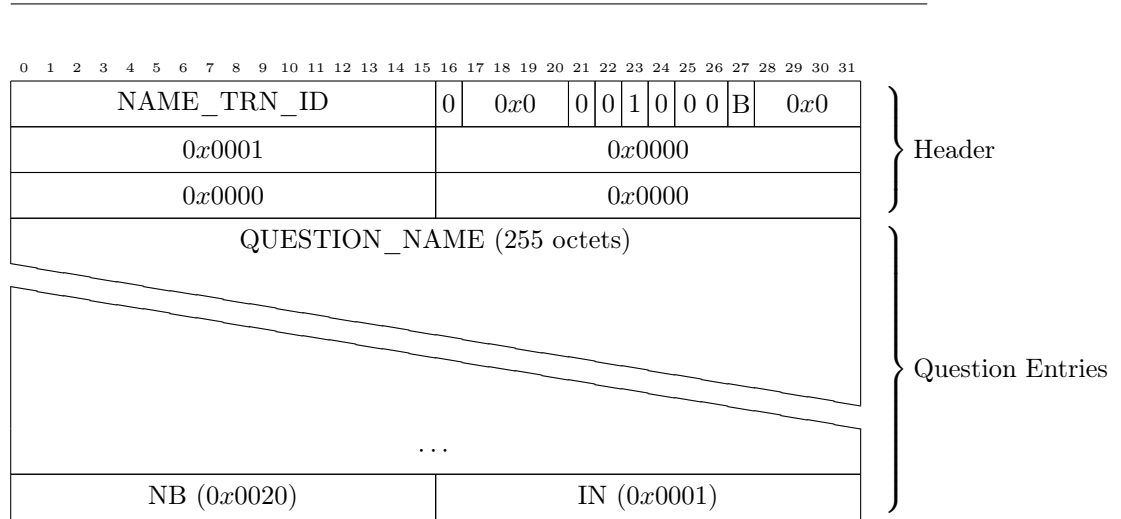 0 1 2 3 4 5 6 7 8 9 10 11 12 13 14 15 16 17 18 19 20 21 22 23 24 25 26 27 28 29 30 31
NAME_TRN_ID 0 0x0 0 0 1 0 0 0 B 0x0
0x0001 0x0000 Header
0x0000 0x0000
QUESTION_NAME (255 octets)
Question Entries
...
NB (0x0020) IN (0x0001)